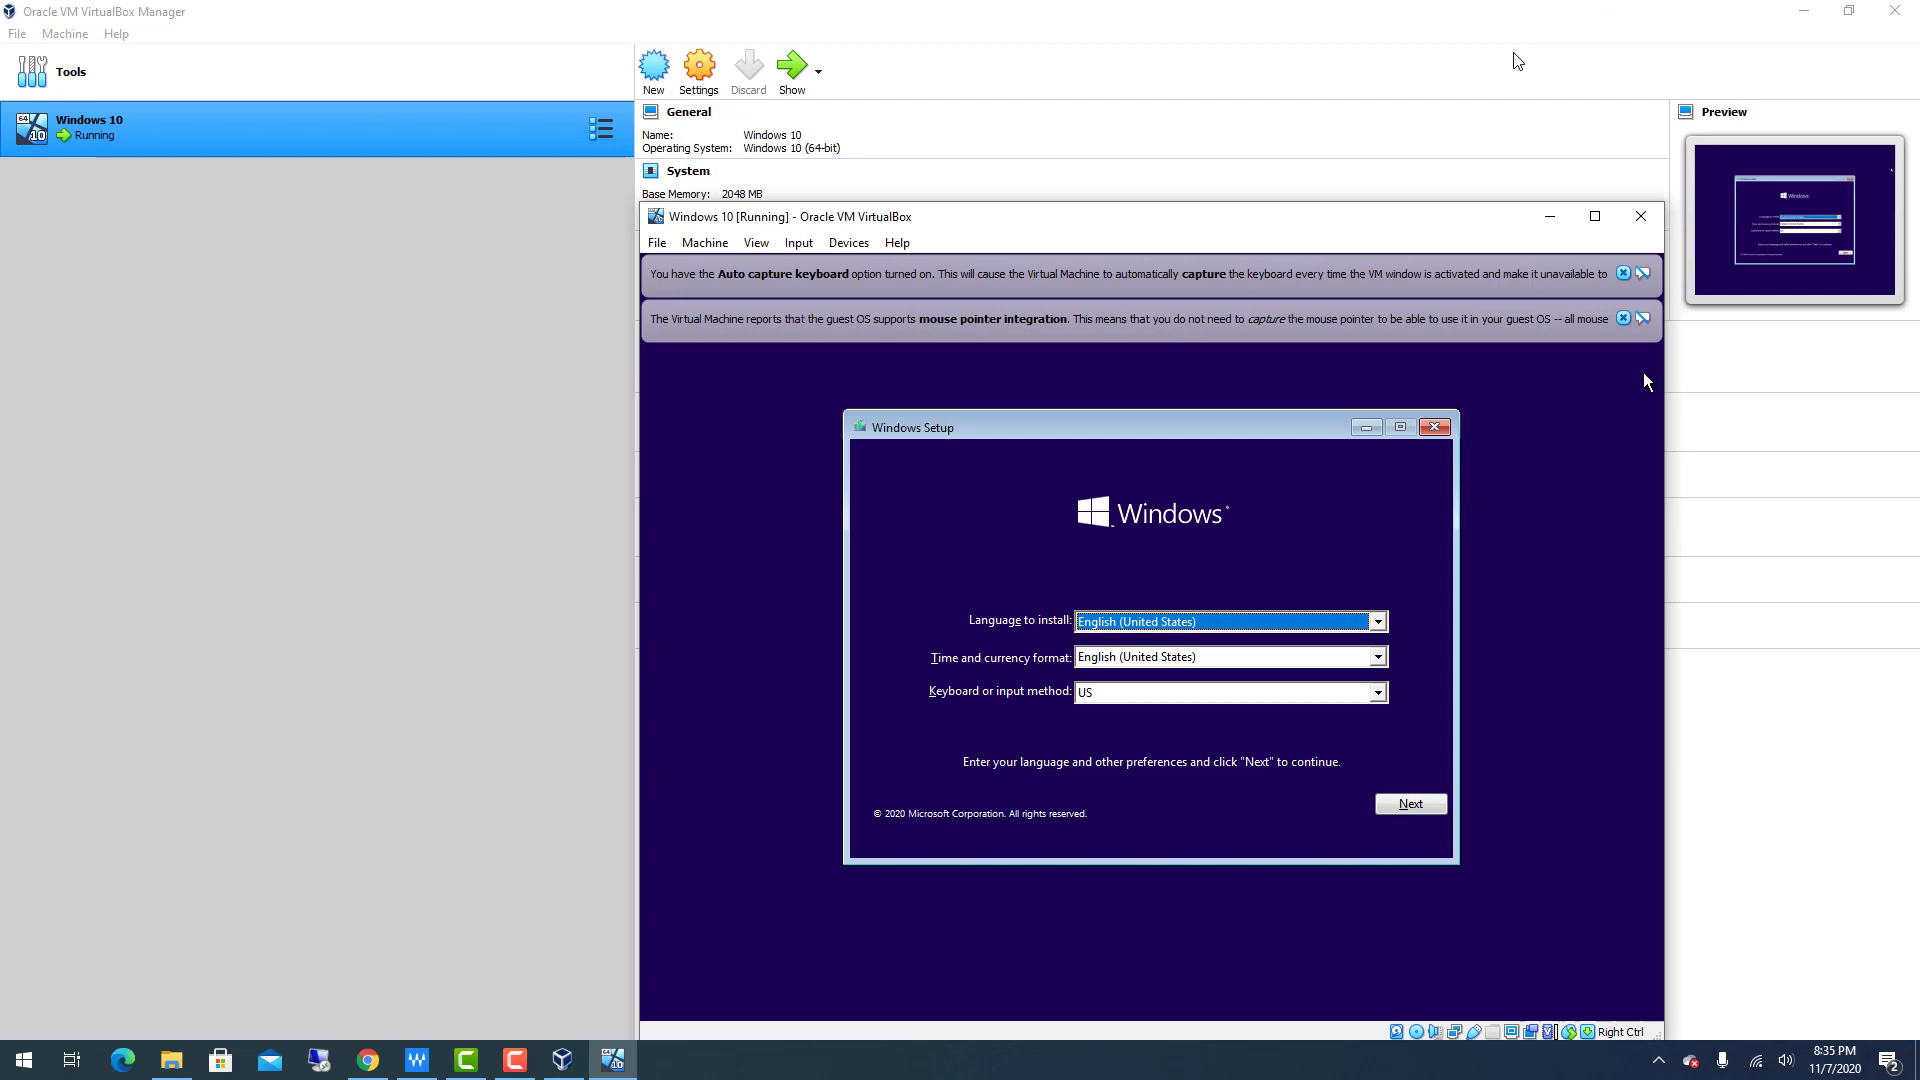 Oracle VM VirtualBox Manager
File Machine Help
Tools
New Settings Discard Show
64
10
Windows 10
Running
General
Name: Windows 10
Operating System: Windows 10 (64-bit)
System
Base Memory: 2048 MB
Preview
Windows 10 [Running] - Oracle VM VirtualBox
File Machine View Input Devices Help
You have the Auto capture keyboard option turned on. This will cause the Virtual Machine to automatically capture the keyboard every time the VM window is activated and make it unavailable to
The Virtual Machine reports that the guest OS supports mouse pointer integration. This means that you do not need to capture the mouse pointer to be able to use it in your guest OS -- all mouse
Windows Setup
Windows
Language to install: English (United States)
Time and currency format: English (United States)
Keyboard or input method: US
Enter your language and other preferences and click "Next" to continue.
Next
© 2020 Microsoft Corporation. All rights reserved.
Right Ctrl
8:35 PM
11/7/2020
2